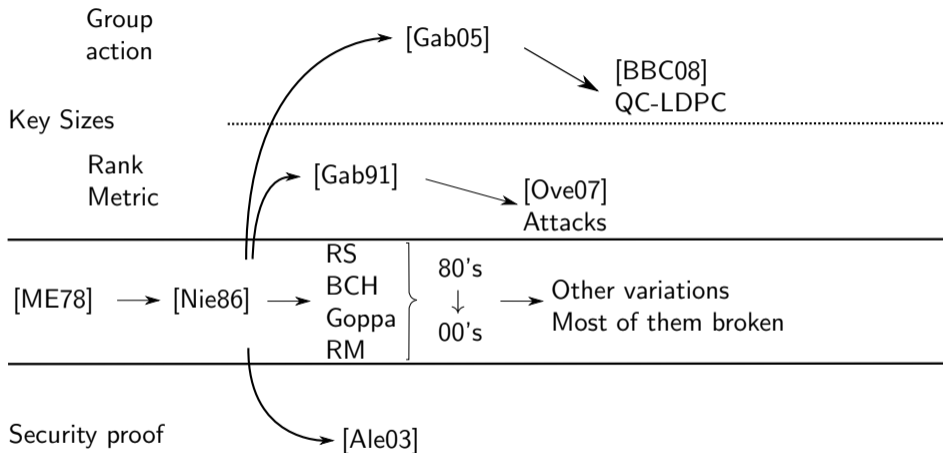 Group
action
[Gab05]
[BBC08]
QC-LDPC
Key Sizes
Rank
Metric
[Gab91]
[Ove07]
Attacks
[ME78]
[Nie86]
RS
BCH
Goppa
RM
80's
00's
Other variations
Most of them broken
Security proof
[Ale03]